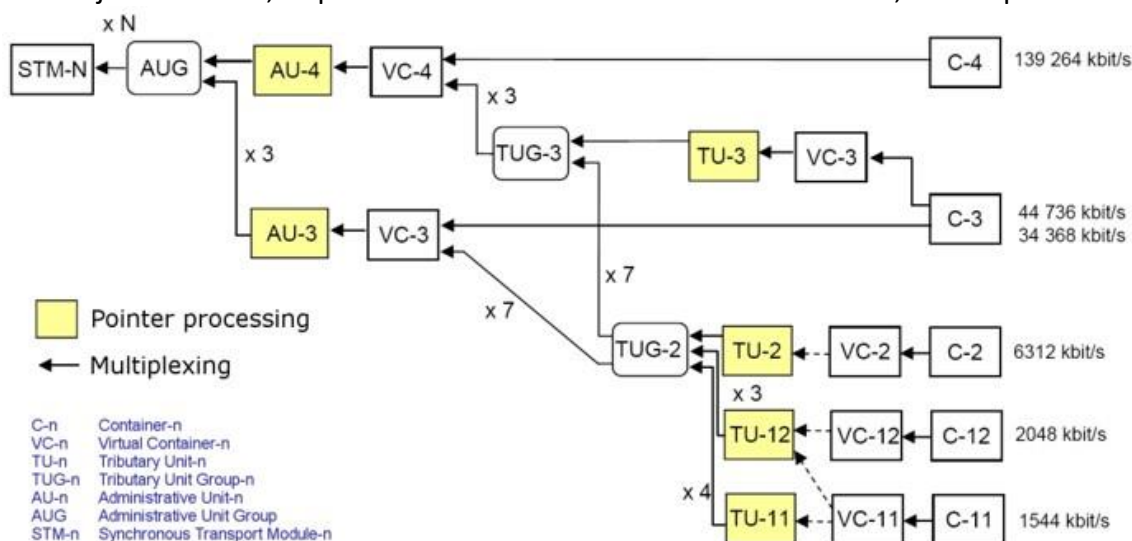 x N
STM-N AUG AU-4 VC-4 C-4 139 264 kbit/s
x 3
TUG-3 TU-3 VC-3
x 3
C-3 44 736 kbit/s
34 368 kbit/s
AU-3 VC-3
x 7
x 7
Pointer processing
TUG-2 TU-2 VC-2 C-2 6312 kbit/s
Multiplexing
x 3
C-n Container-n
VC-n Virtual Container-n
TU-12 VC-12 C-12 2048 kbit/s
TU-n Tributary Unit-n
TUG-n Tributary Unit Group-n
AU-n Administrative Unit-n
x 4
AUG Administrative Unit Group
TU-11 VC-11 C-11 1544 kbit/s
STM-n Synchronous Transport Module-n